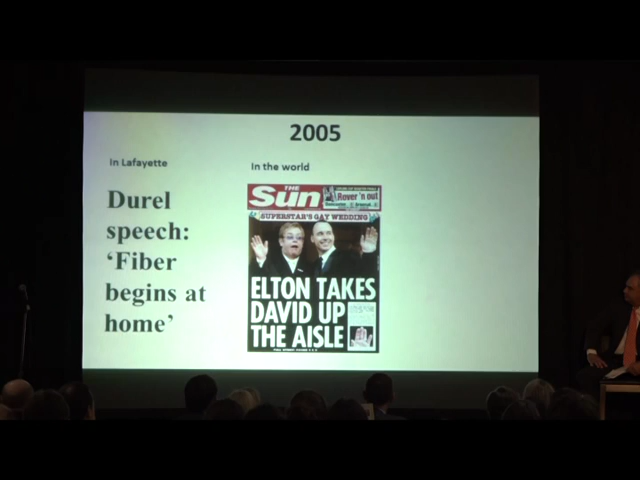 2005
In Lafayette
In the world
Durel
speech:
‘Fiber
begins at
home’
THE
Sun
Rover 'n out
SUPERSTAR'S GAY WEDDING
ELTON TAKES
DAVID UP
THE AISLE